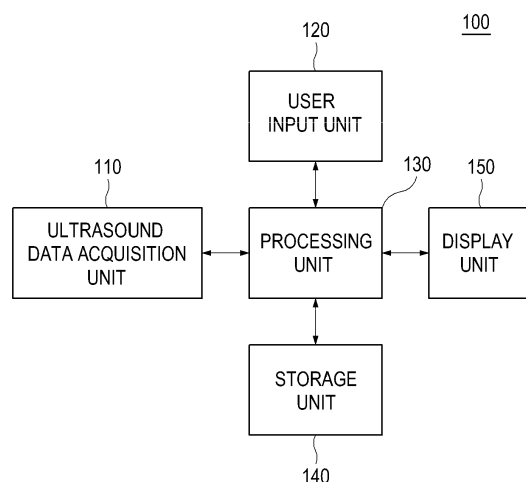 120
100
USER
INPUT UNIT
110
130
150
ULTRASOUND
DATA ACQUISITION
UNIT
PROCESSING
UNIT
DISPLAY
UNIT
STORAGE
UNIT
140